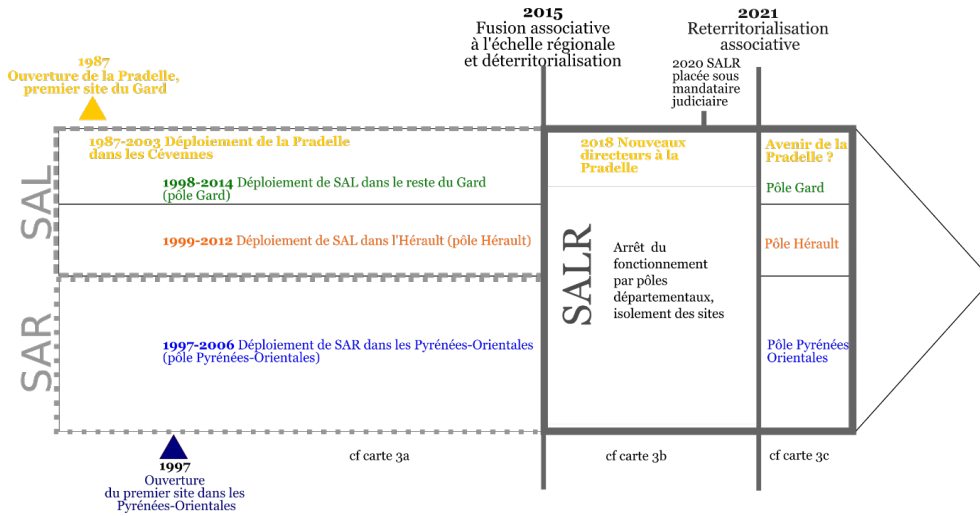 2015
Fusion associative
à l'échelle régionale
et déterritorialisation
2021
Reterritorialisation
associative
2020 SALR
placée sous
mandataire
judiciaire
1987
Ouverture de la Pradelle,
premier site du Gard
SAL
1987-2003 Déploiement de la Pradelle
dans les Cévennes
1998-2014 Déploiement de SAL dans le reste du Gard
(pôle Gard)
1999-2012 Déploiement de SAL dans l'Hérault (pôle Hérault)
SAR
1997-2006 Déploiement de SAR dans les Pyrénées-Orientales
(pôle Pyrénées-Orientales)
2018 Nouveaux
directeurs à la
Pradelle
SALR
Arrêt du
fonctionnement
par pôles
départementaux,
isolement des sites
Avenir de la
Pradelle ?
Pôle Gard
Pôle Hérault
Pôle Pyrénées
Orientales
1997
Ouverture
du premier site dans les
Pyrénées-Orientales
cf carte 3a
cf carte 3b
cf carte 3c